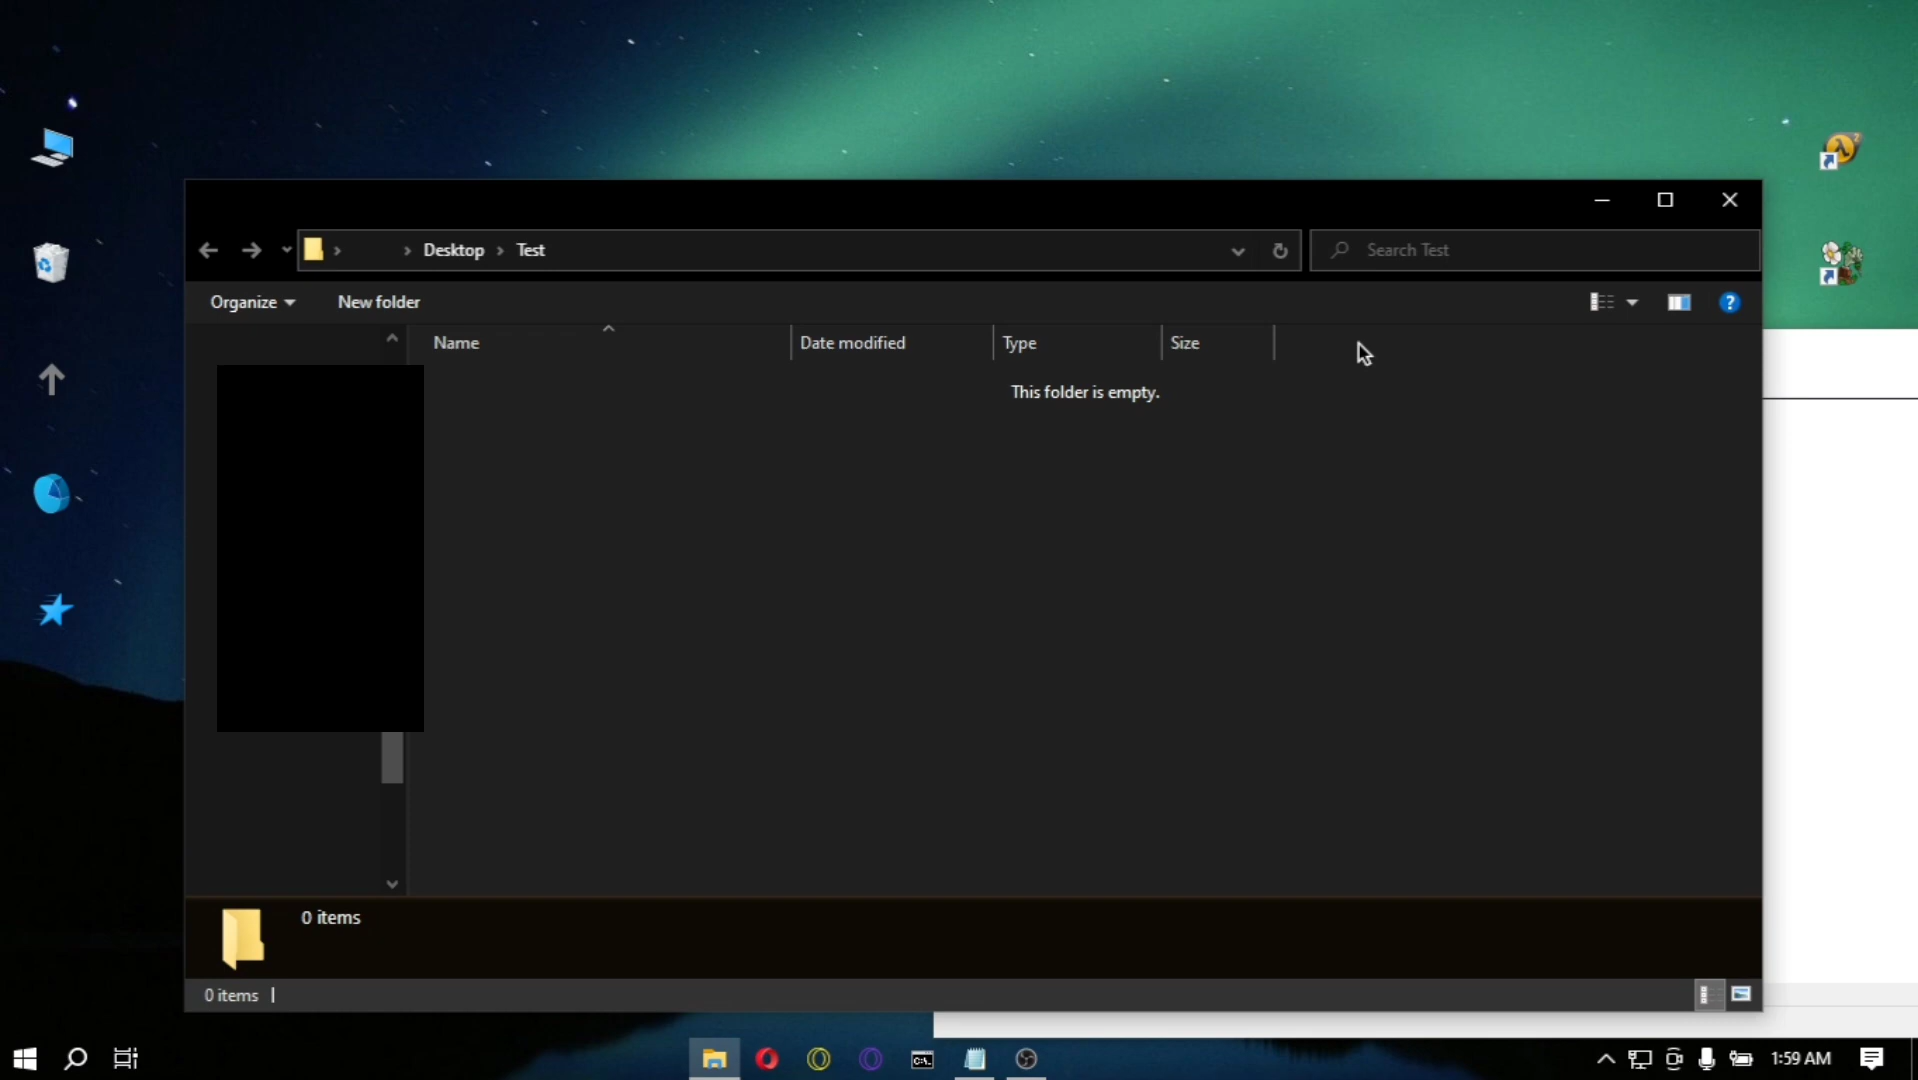 Desktop > Test
Search Test
Organize
New folder
Name
Date modified
Type
Size
This folder is empty.
0 items
0 items
1:59 AM